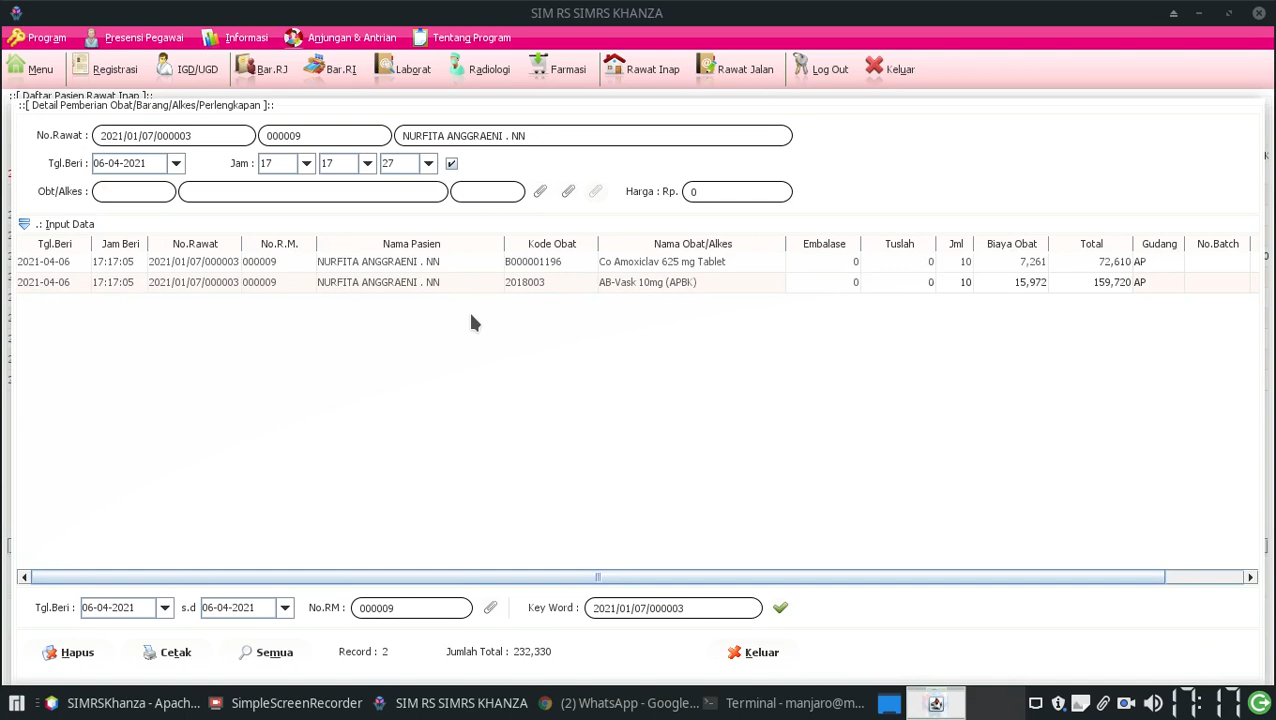 SIM RS SIMRS KHANZA
Program Presensi Pegawai Informasi Anjungan & Antrian Tentang Program
Menu Registrasi IGD/UGD Bar.RJ Bar.RI Laborat Radiologi Farmasi Rawat Inap Rawat Jalan Log Out Keluar
::[ Daftar Pasien Rawat Inap ]::
::[ Detail Pemberian Obat/Barang/Alkes/Perlengkapan ]::
No.Rawat : 2021/01/07/000003 000009 NURFITA ANGGRAENI . NN
Tgl.Beri : 06-04-2021 Jam : 17 17 27
Obt/Alkes : Harga : Rp. 0
.: Input Data
Tgl.Beri Jam Beri No.Rawat No.R.M. Nama Pasien Kode Obat Nama Obat/Alkes Embalase Tuslah Jml Biaya Obat Total Gudang No.Batch
2021-04-06 17:17:05 2021/01/07/000003 000009 NURFITA ANGGRAENI . NN B000001196 Co Amoxiclav 625 mg Tablet 0 0 10 7,261 72,610 AP
2021-04-06 17:17:05 2021/01/07/000003 000009 NURFITA ANGGRAENI . NN 2018003 AB-Vask 10mg (APBK) 0 0 10 15,972 159,720 AP
Tgl.Beri : 06-04-2021 s.d 06-04-2021 No.RM : 000009 Key Word : 2021/01/07/000003
Hapus Cetak Semua Record : 2 Jumlah Total : 232,330 Keluar
SIMRSKhanza - Apach... SimpleScreenRecorder SIM RS SIMRS KHANZA (2) WhatsApp - Google... Terminal - manjaro@m... 17:17